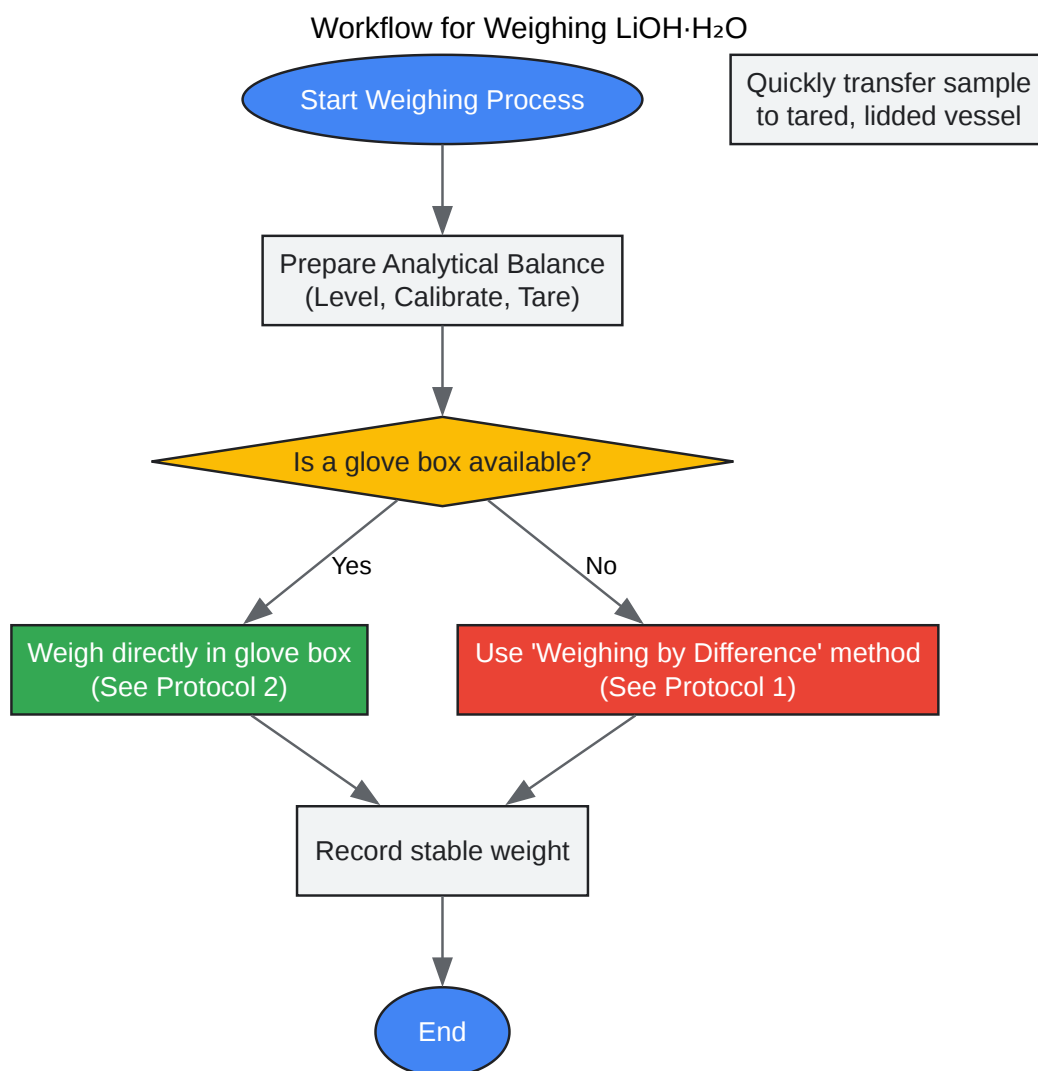 Workflow for Weighing LiOH·H₂O
Start Weighing Process
Quickly transfer sample
to tared, lidded vessel
Prepare Analytical Balance
(Level, Calibrate, Tare)
Is a glove box available?
Yes
No
Weigh directly in glove box
(See Protocol 2)
Use 'Weighing by Difference' method
(See Protocol 1)
Record stable weight
End